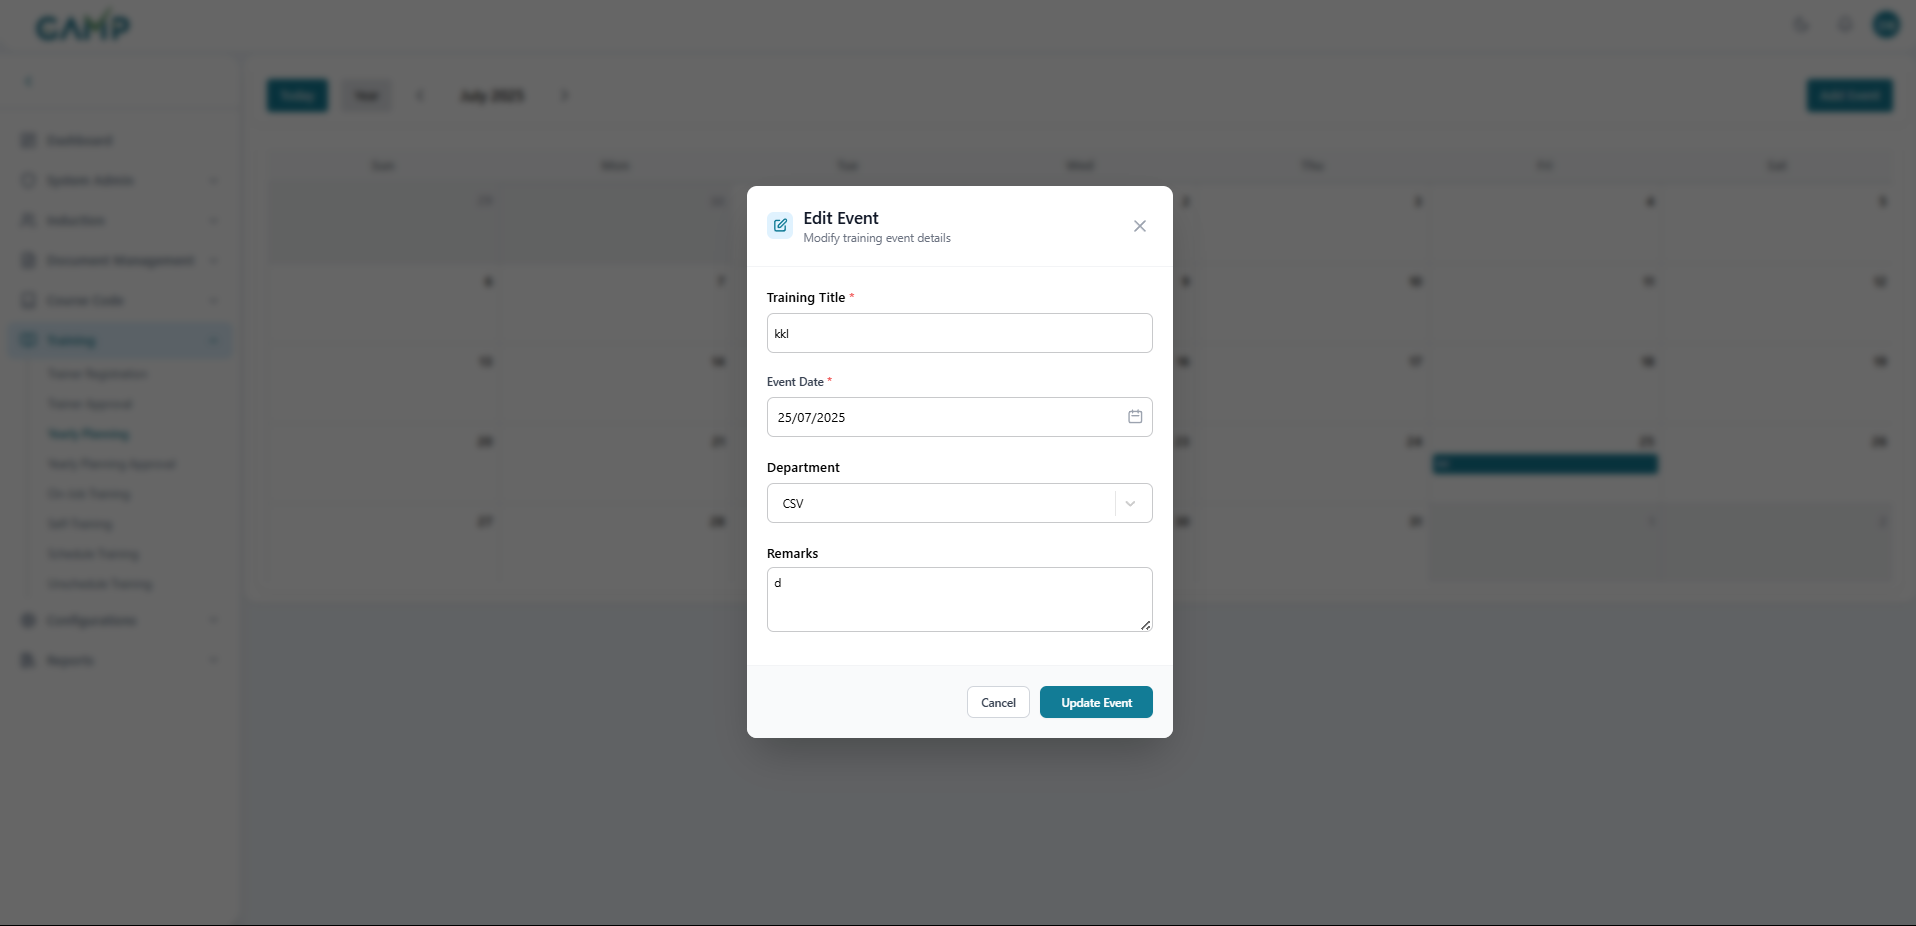 CAMP
Today
Year
July 2025
Add Event
Sun
Mon
Tue
Wed
Thu
Fri
Sat
Dashboard
System Admin
Induction
Document Management
Course Code
Training
Trainer Registration
Trainer Approval
Yearly Planning
Yearly Planning Approval
On Job Training
Self Training
Schedule Training
Configurations
Reports
Edit Event
Modify training event details
Training Title *
kkl
Event Date *
25/07/2025
Department
CSV
Remarks
d
Cancel
Update Event